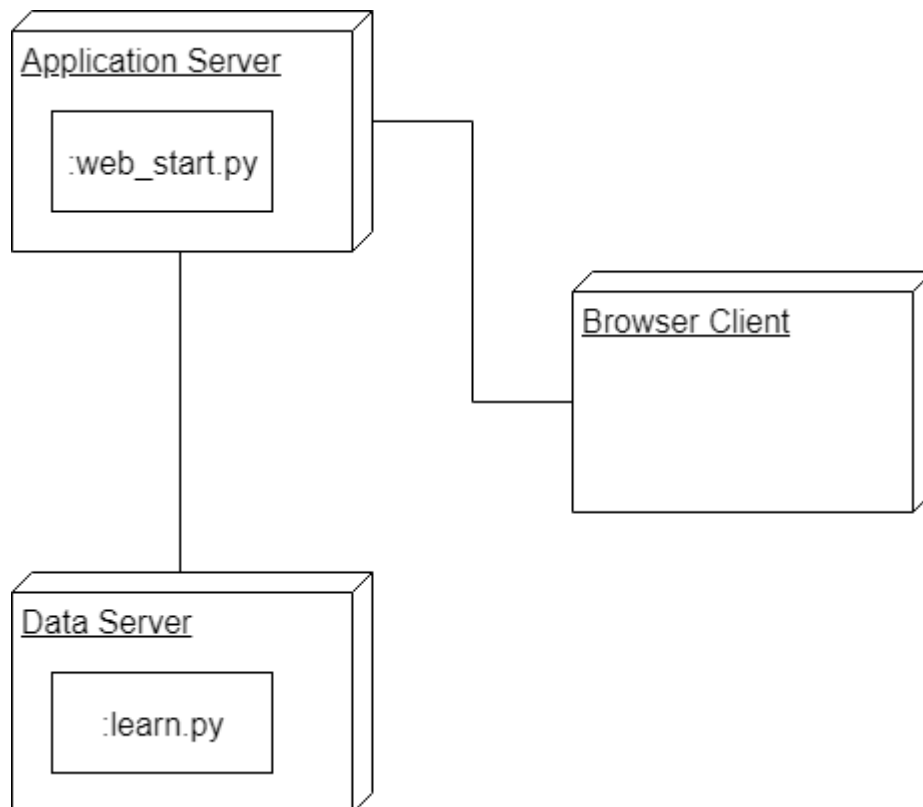 Application Server
:web_start.py
Browser Client
Data Server
:learn.py